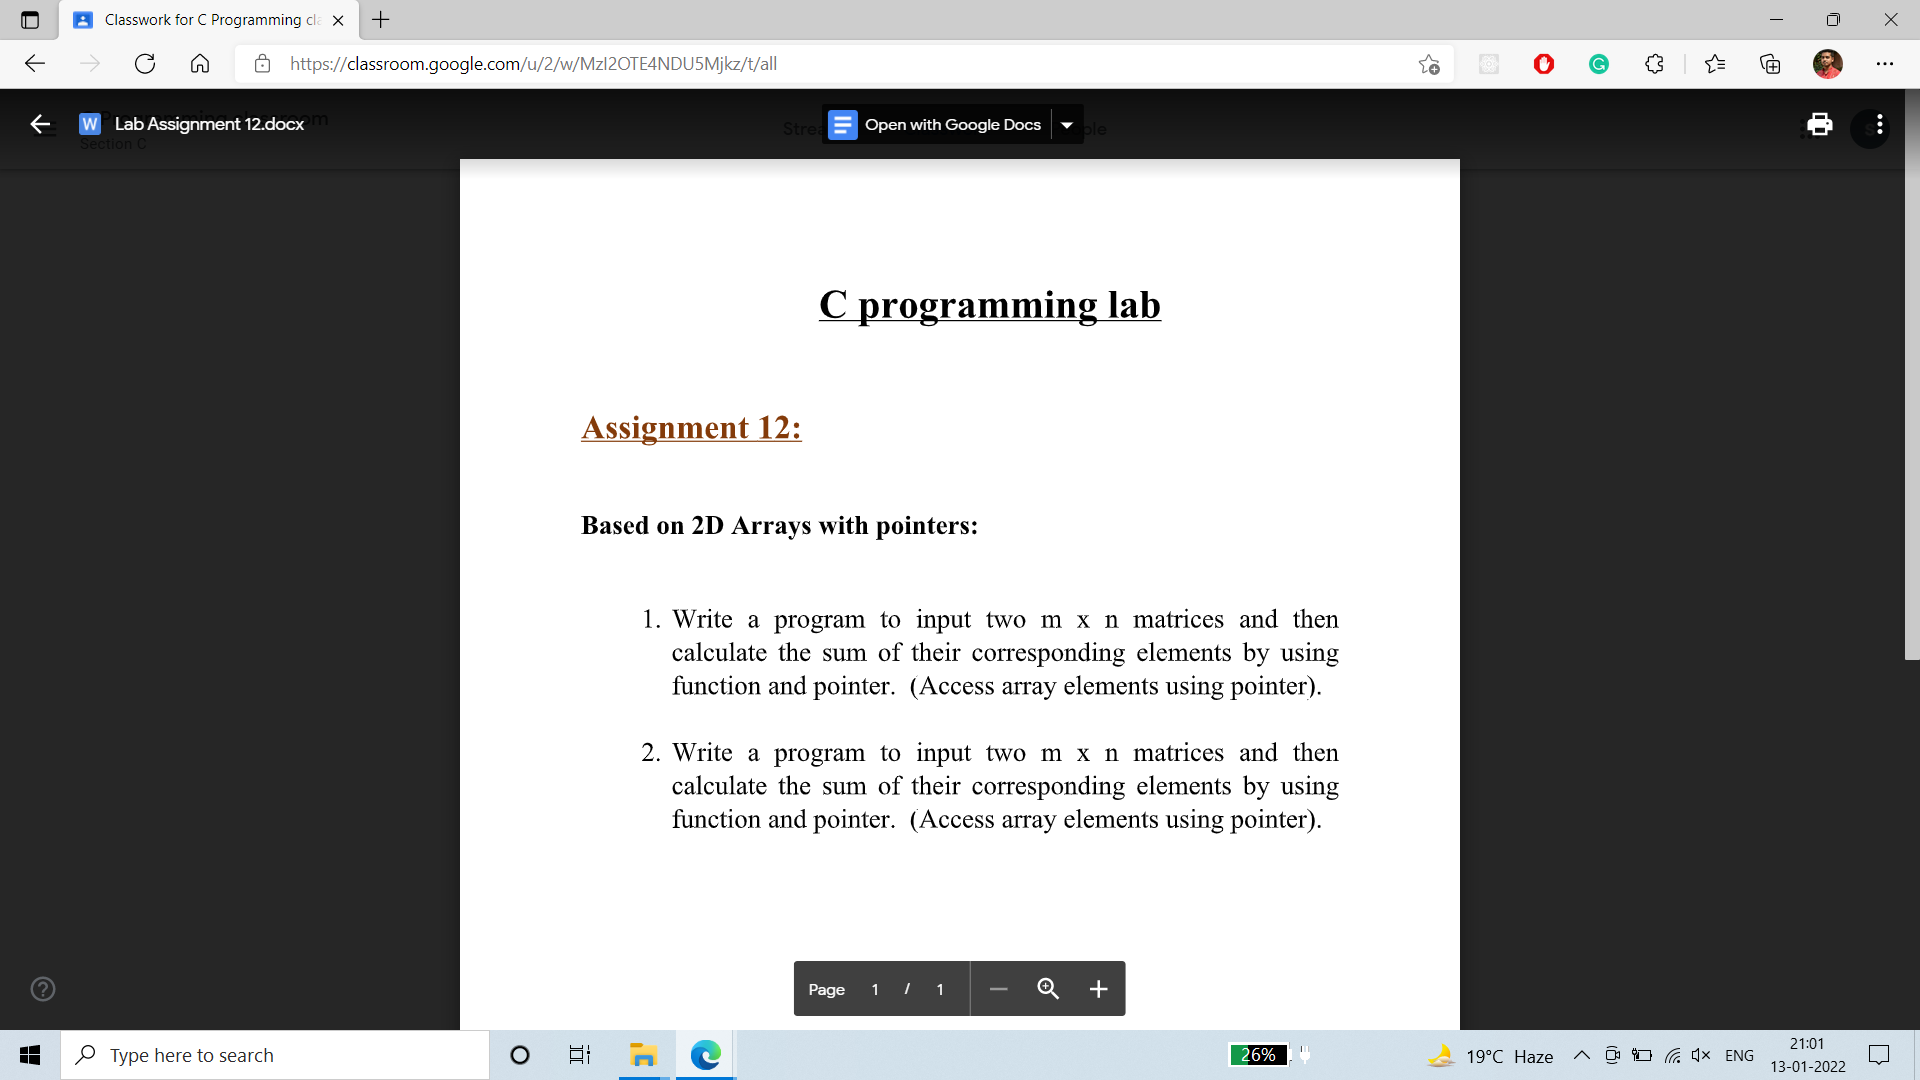 Classwork for C Programming cla
https://classroom.google.com/u/2/w/MzI2OTE4NDU5Mjkz/t/all
Lab Assignment 12.docx
Section C
Open with Google Docs
C programming lab
Assignment 12:
Based on 2D Arrays with pointers:
1. Write a program to input two m x n matrices and then
calculate the sum of their corresponding elements by using
function and pointer. (Access array elements using pointer).
2. Write a program to input two m x n matrices and then
calculate the sum of their corresponding elements by using
function and pointer. (Access array elements using pointer).
Page 1 / 1
Type here to search
26%
19°C Haze
ENG
21:01
13-01-2022